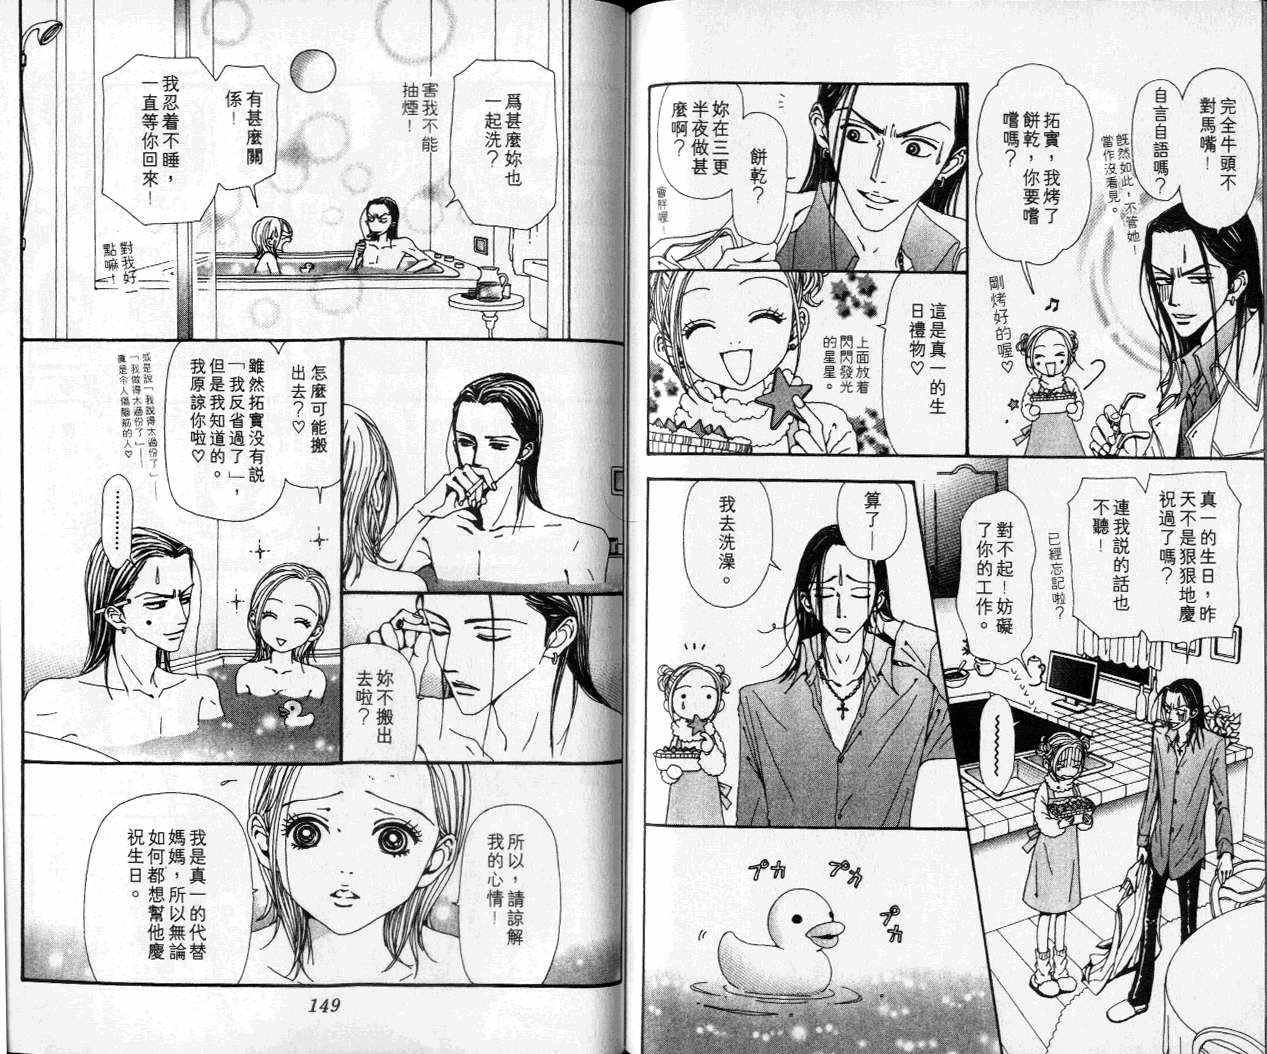 完全牛頭不
對馬嘴！
自言自語嗎？
既然如此，不管她！
當作沒看見。
拓實，我烤了
餅乾，你要嚐
嚐嗎？
剛烤好的喔♡
餅乾？
妳在三更
半夜做甚
麼啊？
會胖喔！
這是真一的生
日禮物♡
上面放着
閃閃發光
的星星。
真一的生日，昨
天不是狠狠地慶
祝過了嗎？
連我說的話也
不聽！
已經忘記啦？
對不起！妨礙
了你的工作。
算了—
我去洗澡。
プカ
プカ
プカ
爲甚麼妳也
一起洗？
害我不能
抽煙！
有甚麼關
係！
我忍着不睡，
一直等你回來！
對我好
點嘛！
妳不搬出
去啦？
怎麼可能搬
出去？♡
雖然拓實没有説
「我反省過了」，
但是我知道的。
我原諒你啦♡
或是說「我說得太過份了」—
「我做得太過份了」—
真是令人傷腦筋的人♡
………
所以，請諒解
我的心情！
我是真一的代替
媽媽，所以無論
如何都想幫他慶
祝生日。
149